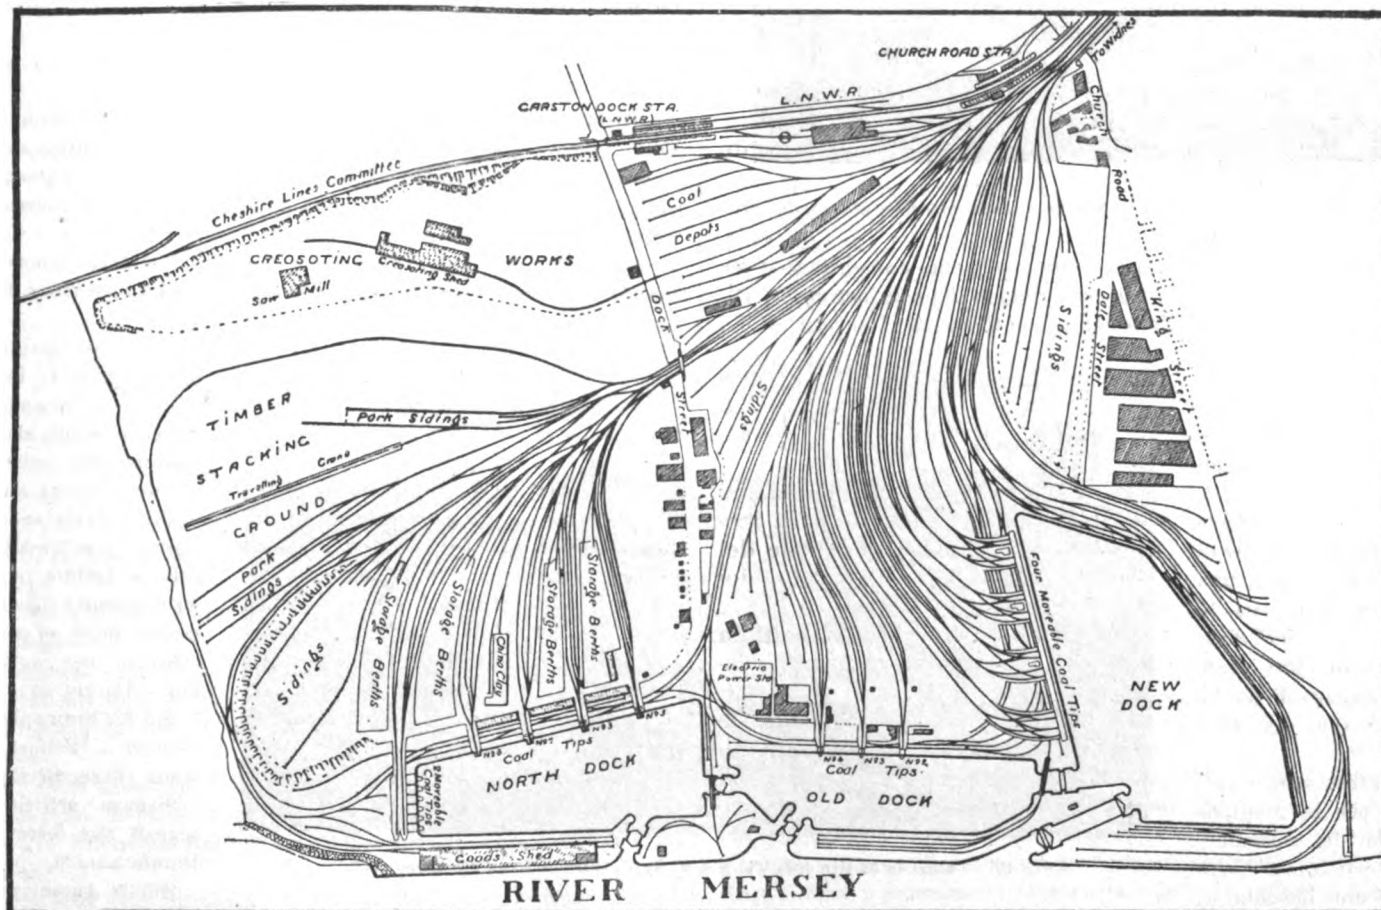 CHURCH ROAD STA.
To Widnes
GARSTON DOCK STA.
(L.N.W.R.)
L.N.W.R.
Church
Road
Cheshire Lines Committee
Coal
Depots
CREOSOTING WORKS
Creosoting Shed
Saw Mill
DOCK
Street
Sidings
Sidings
Dale
Street
King
Street
TIMBER
STACKING
GROUND
Park Sidings
Travelling Crane
Park
Sidings
Sidings
Storage Berths
Storage Berths
Storage Berths
Storage Berths
China Clay
Electric
Power Sta.
Four Moveable Coal Tips
NEW
DOCK
Coal Tips
NORTH DOCK
Coal Tips
OLD DOCK
Coal Tips
Goods Shed
RIVER MERSEY